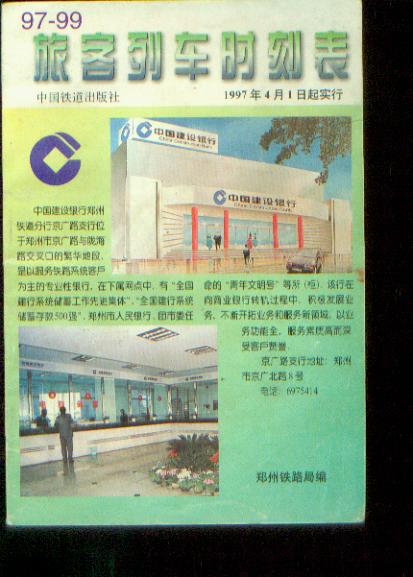 97-99
旅客列车时刻表
中国铁道出版社
1997年4月1日起实行
中国建设银行
中国建设银行
中国建设银行郑州
铁道分行京广路支行位
于郑州市京广路与陇海
路交叉口的繁华地段，
是以服务铁路系统客户
为主的专业性银行，在下属网点中，有“全国
建行系统储蓄工作先进集体”、“全国建行系统
储蓄存款500强”、郑州市人民银行、团市委任
命的“青年文明号”等所（柜）。该行在
向商业银行转轨过程中，积极发展业
务，不断开拓业务和服务新领域，以业
务功能全、服务素质高而深
受客户赞誉。
京广路支行地址：郑州
市京广北路8号
电话：6975414
郑州铁路局编